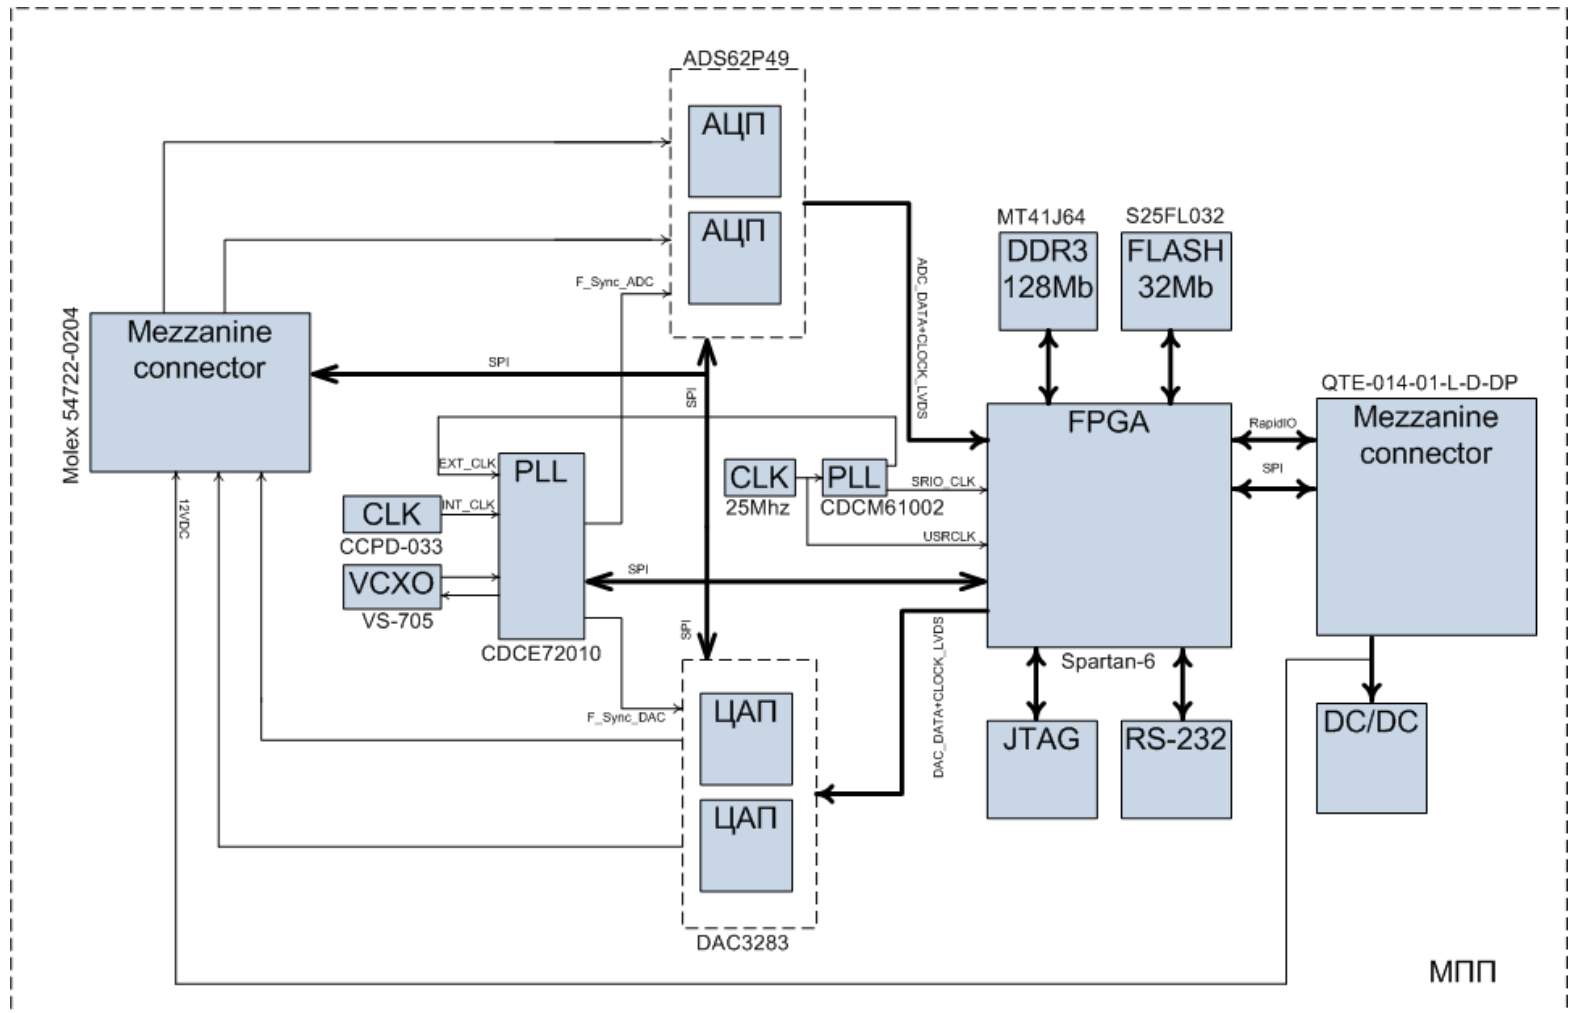 ADS62P49
АЦП
АЦП
F_Sync_ADC
ADC_DATA+CLOCK_LVDS
MT41J64
DDR3
128Mb
S25FL032
FLASH
32Mb
Molex 54722-0204
Mezzanine
connector
SPI
SPI
QTE-014-01-L-D-DP
Mezzanine
connector
FPGA
RapidIO
SPI
EXT_CLK
PLL
INT_CLK
CLK
CCPD-033
VCXO
VS-705
CDCE72010
CLK
25Mhz
PLL
CDCM61002
SRIO_CLK
USRCLK
12VDC
SPI
SPI
Spartan-6
F_Sync_DAC
DAC_DATA+CLOCK_LVDS
ЦАП
ЦАП
DAC3283
JTAG
RS-232
DC/DC
МПП